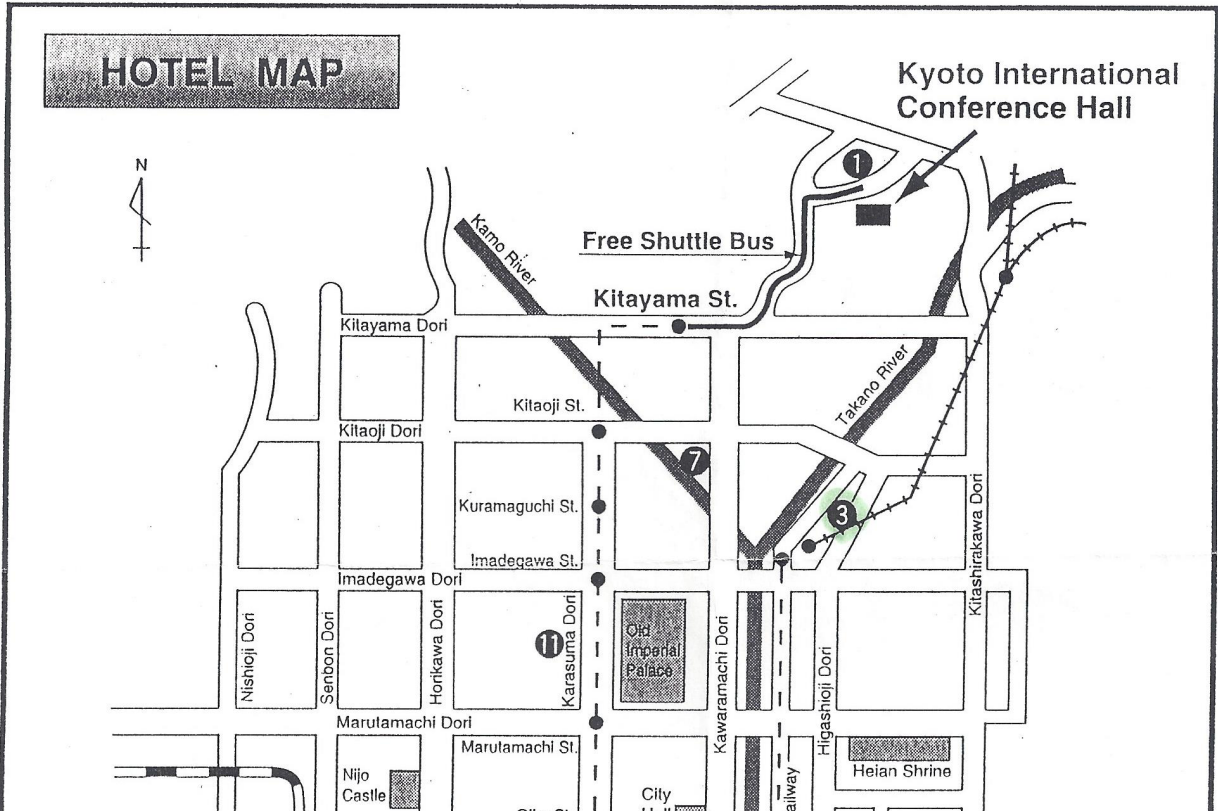 HOTEL MAP
Kyoto International
Conference Hall
N
1
Kamo River
Free Shuttle Bus
Kitayama St.
Kitayama Dori
Takano River
Kitaoji St.
Kitaoji Dori
7
Kuramaguchi St.
3
Kitashirakawa Dori
Imadegawa St.
Imadegawa Dori
Nishioji Dori
Senbon Dori
Horikawa Dori
11
Karasuma Dori
Old
Imperial
Palace
Kawaramachi Dori
Higashioji Dori
Marutamachi Dori
Marutamachi St.
Heian Shrine
Nijo
Castle
City